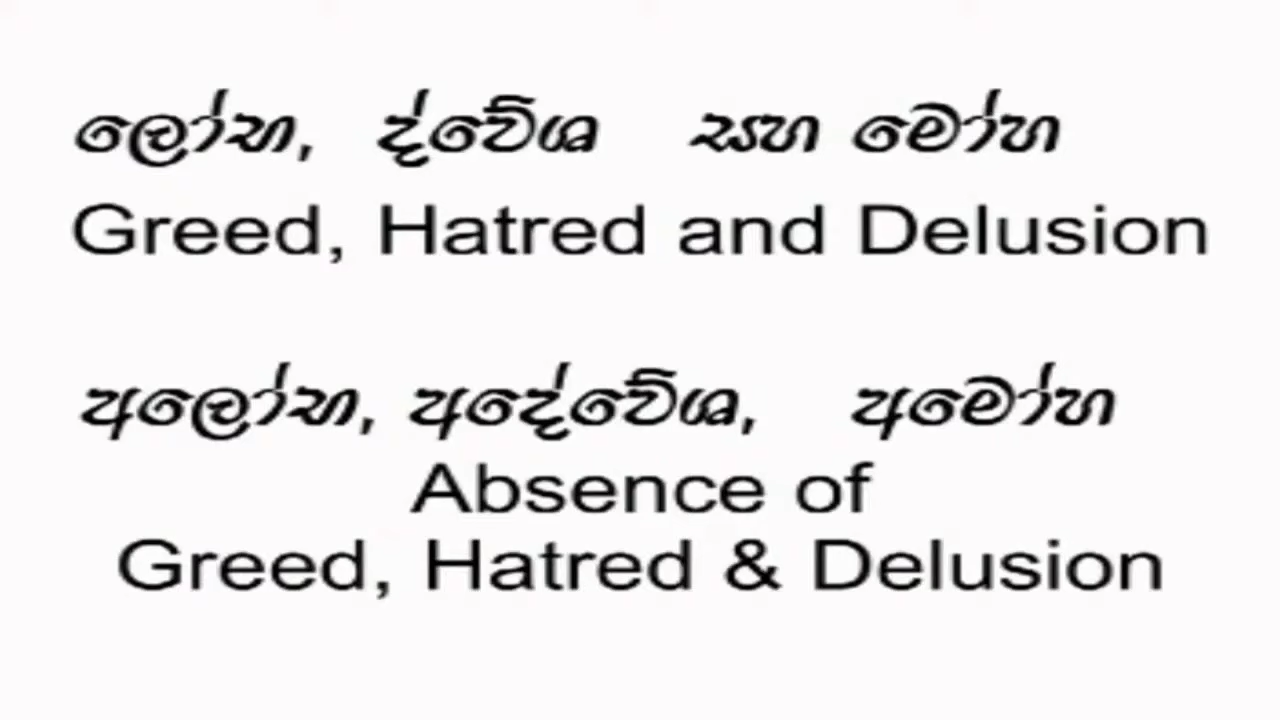 ලෝභ, ද්වේශ සහ මෝහ
Greed, Hatred and Delusion
අලෝභ, අදේවේශ, අමෝහ
Absence of
Greed, Hatred & Delusion